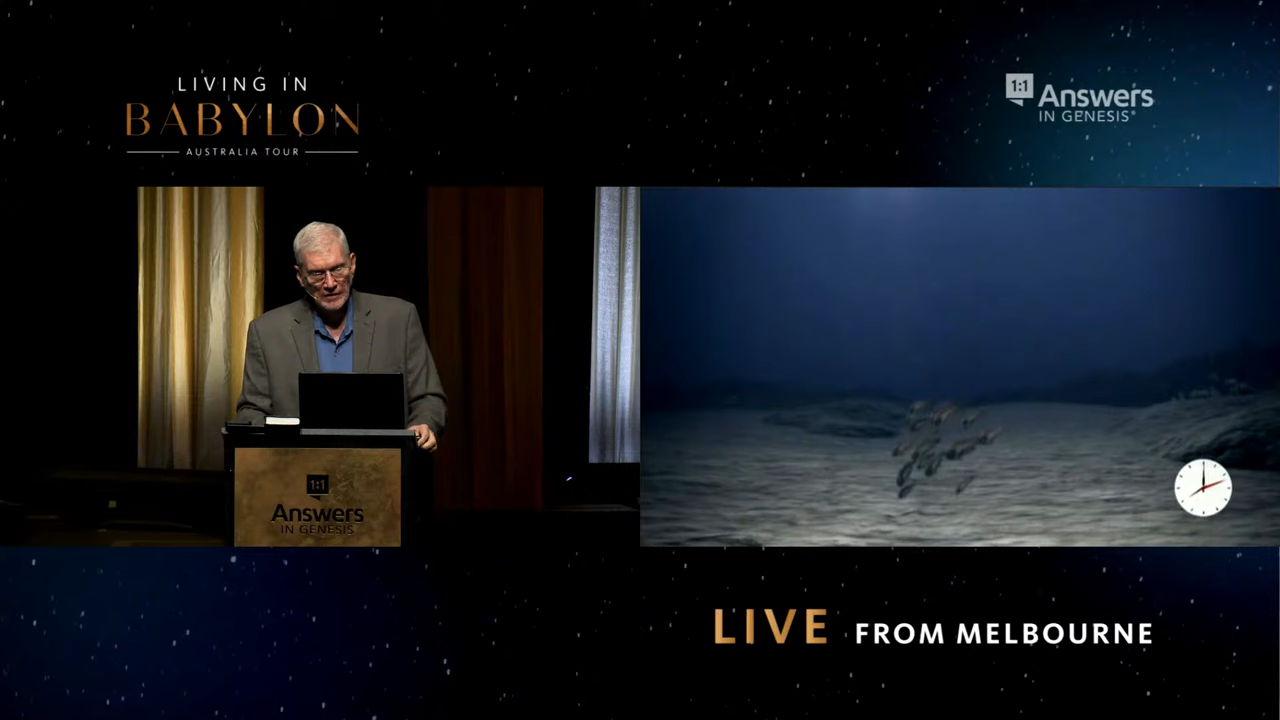 LIVING IN
BABYLON
AUSTRALIA TOUR
1:1
Answers
IN GENESIS®
1:1
Answers
IN GENESIS
LIVE FROM MELBOURNE